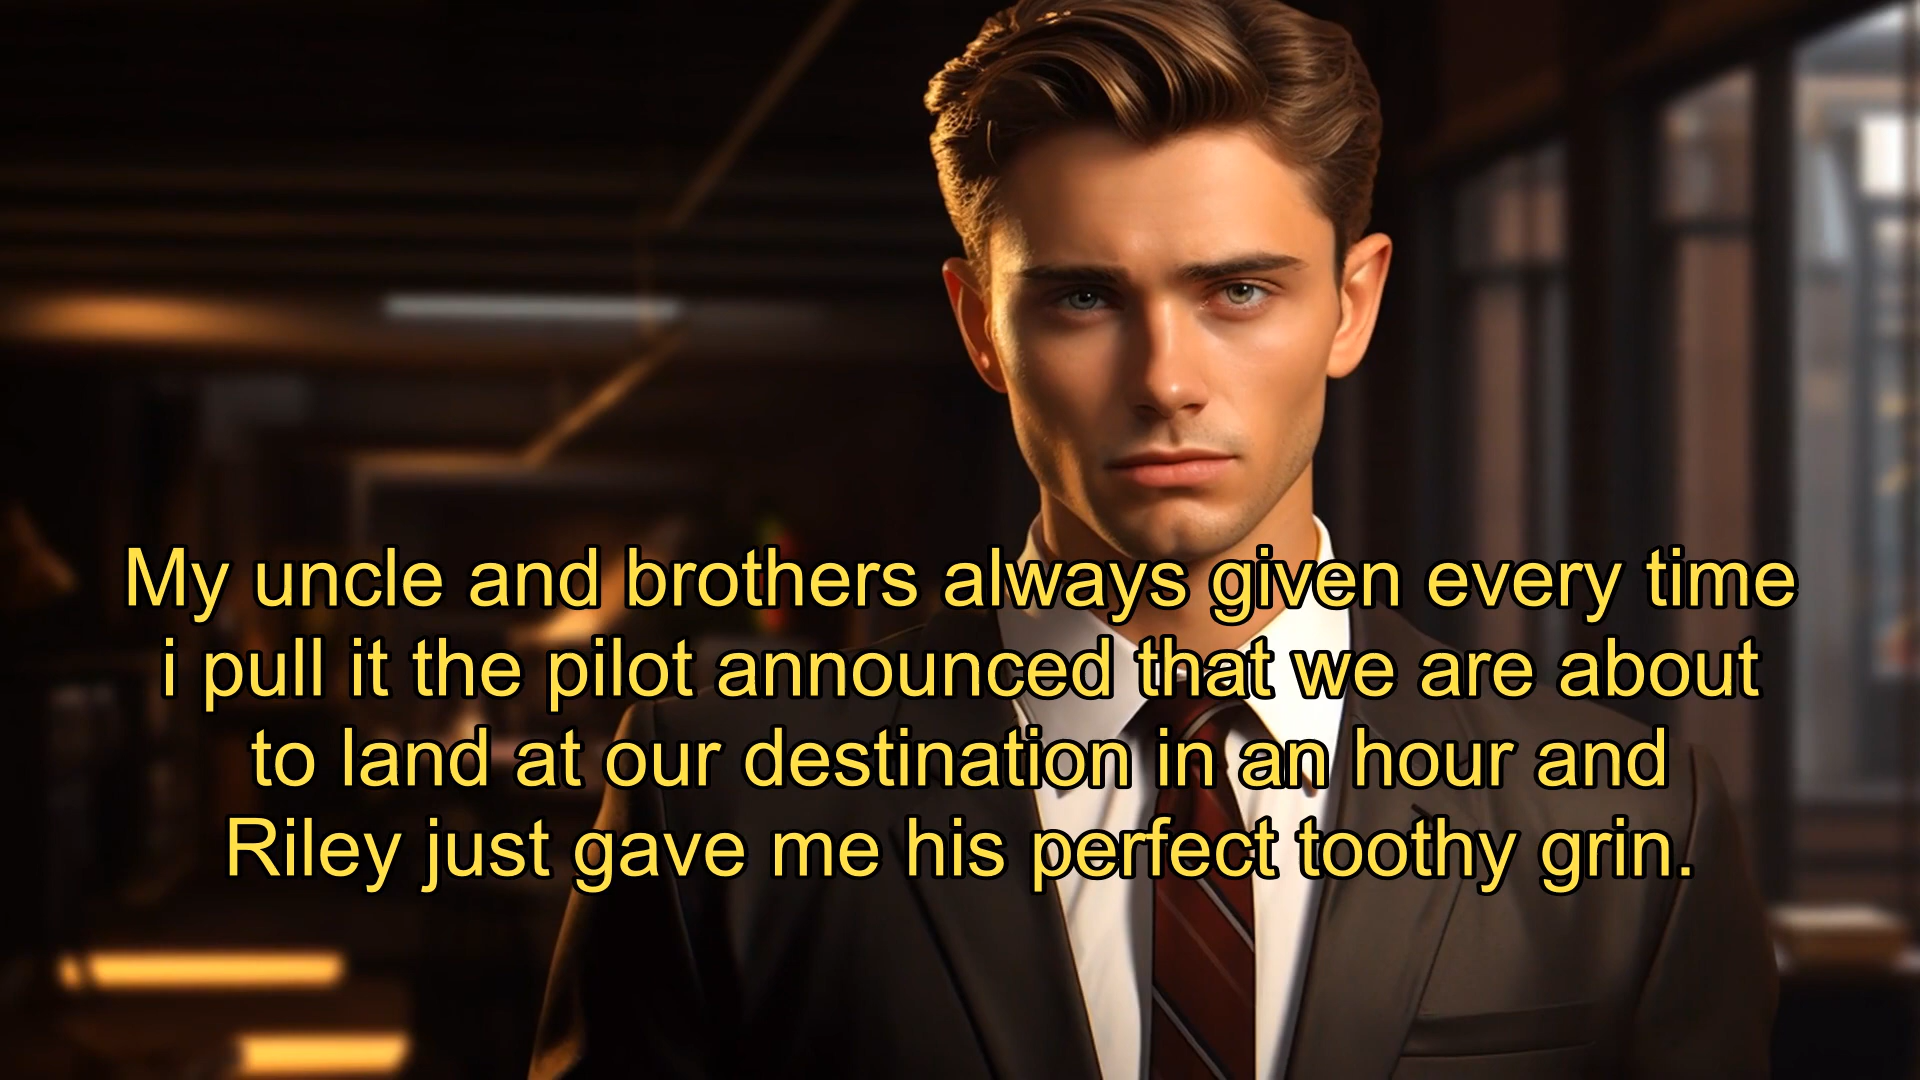 My uncle and brothers always given every time
i pull it the pilot announced that we are about
to land at our destination in an hour and
Riley just gave me his perfect toothy grin.